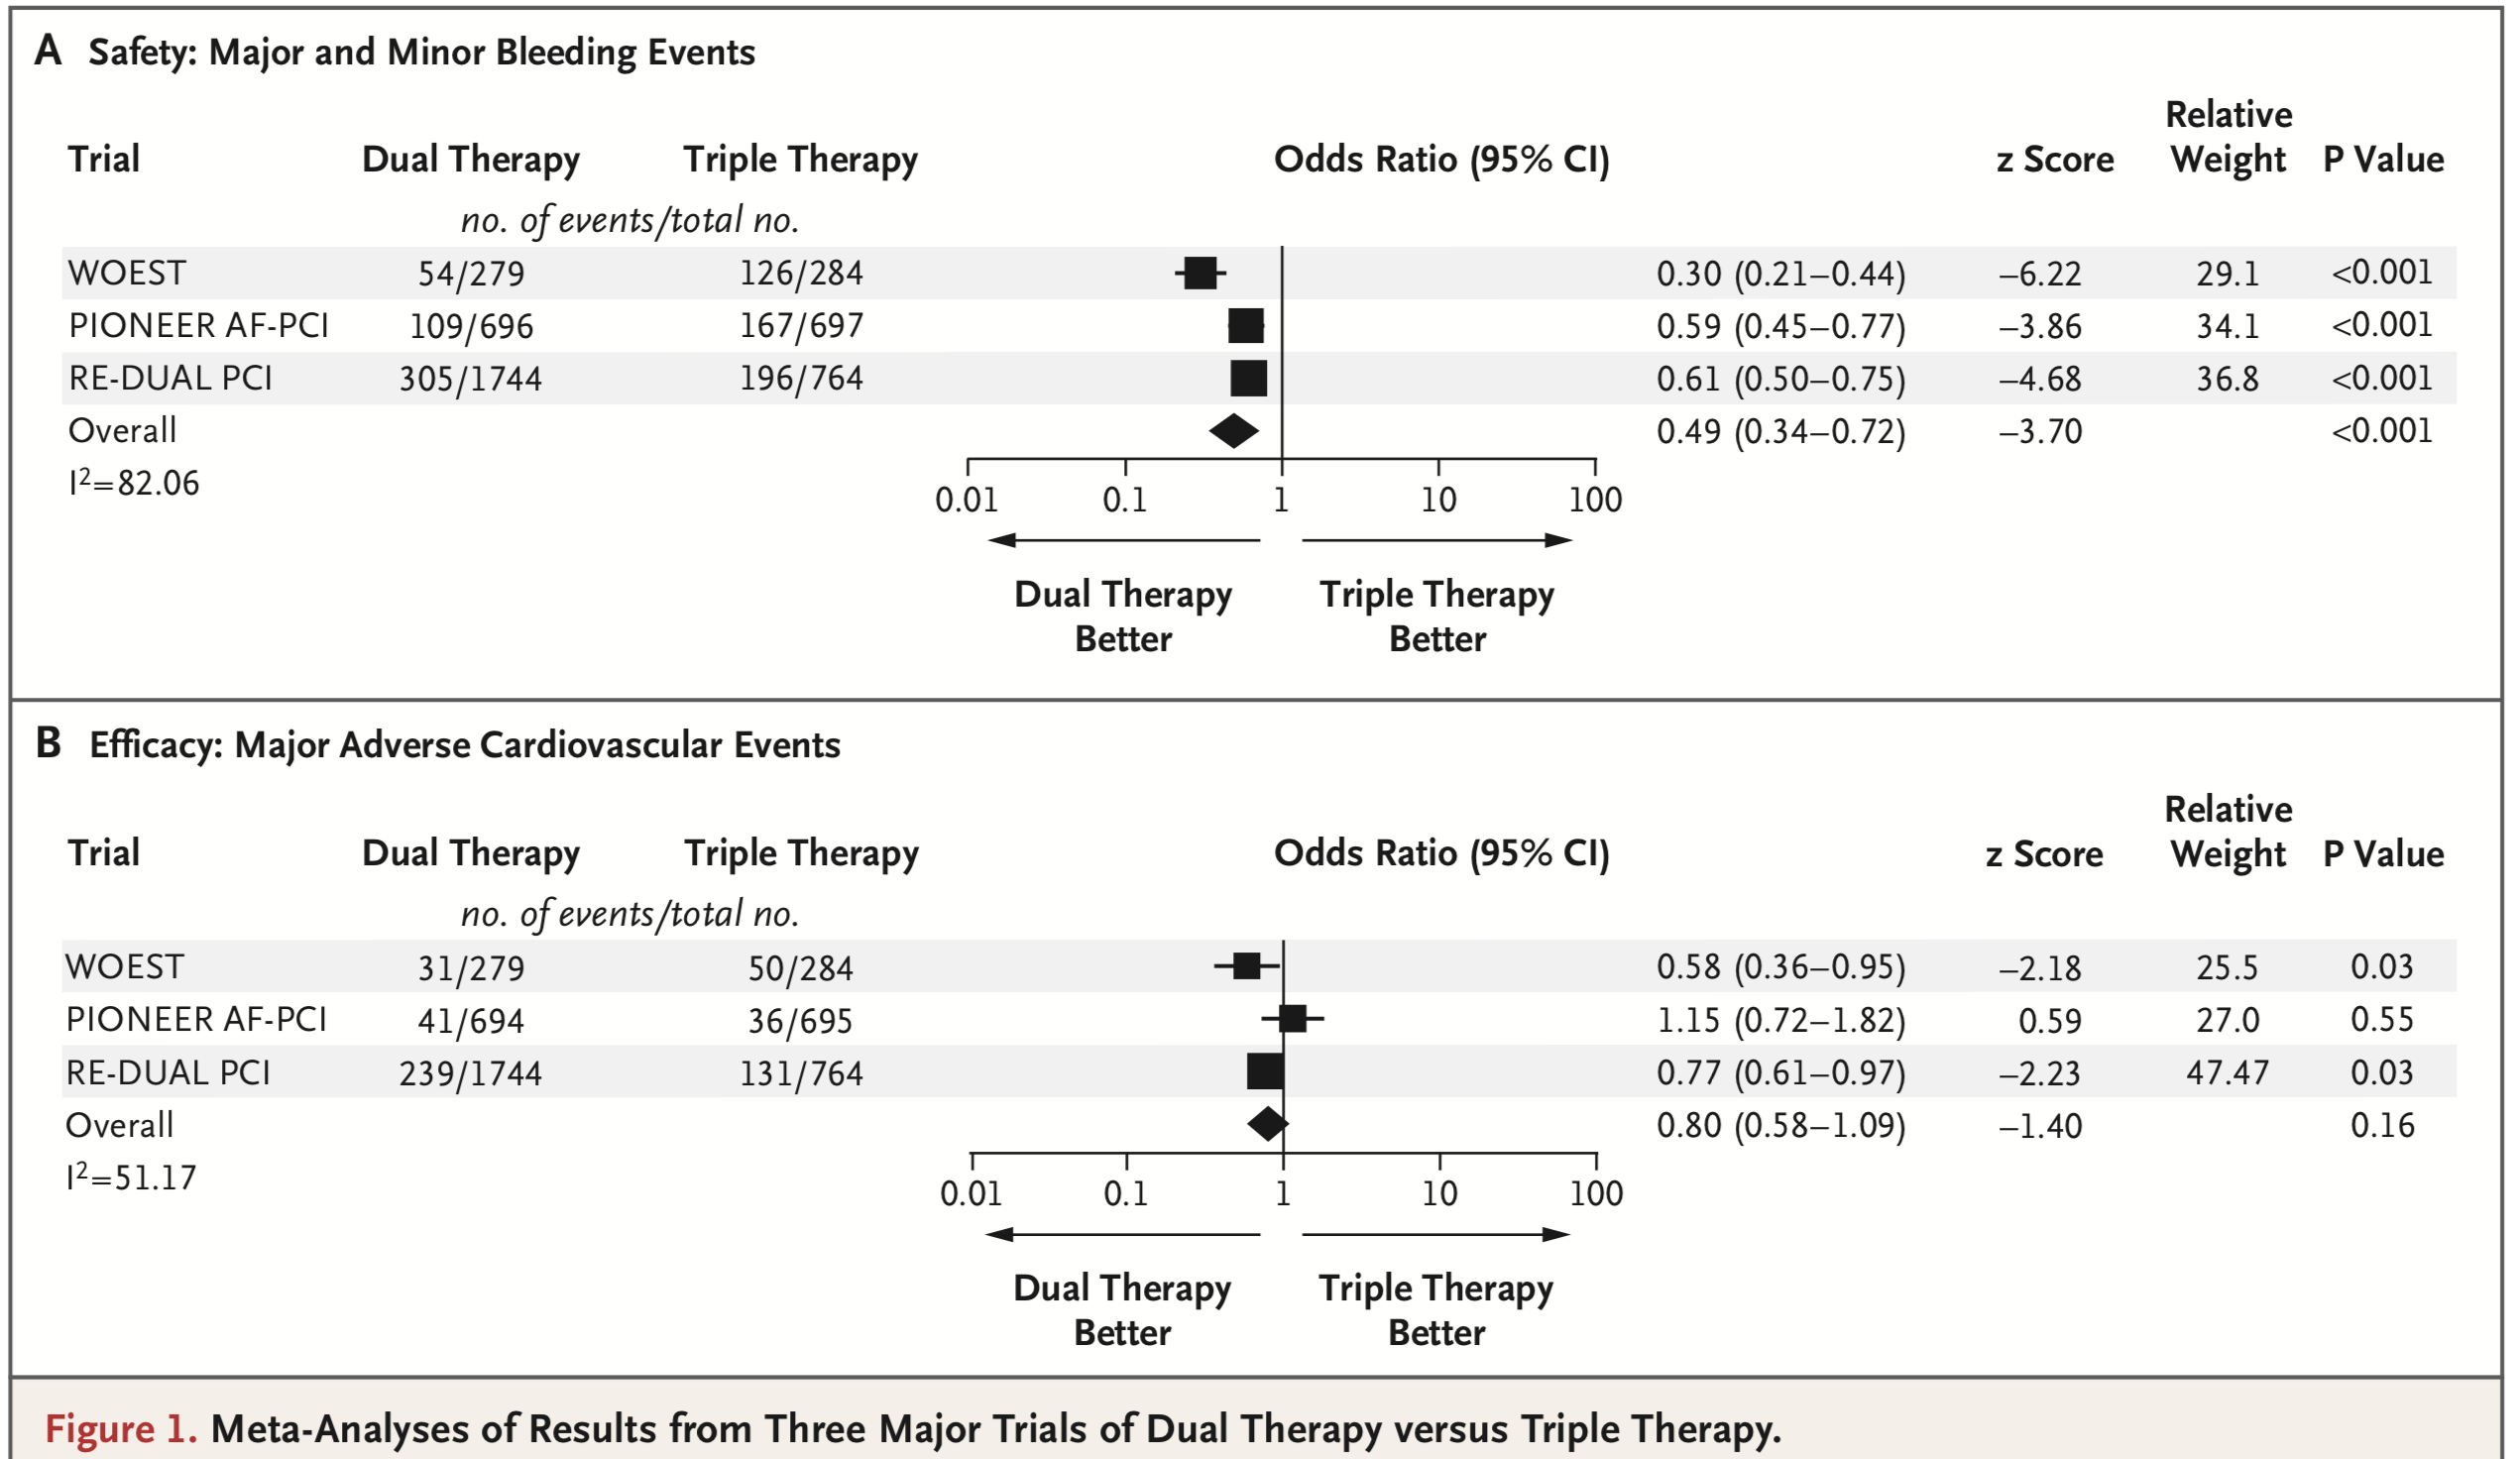 A Safety: Major and Minor Bleeding Events
Relative
Trial Dual Therapy Triple Therapy Odds Ratio (95% CI) z Score Weight P Value
no. of events/total no.
WOEST 54/279 126/284 0.30 (0.21–0.44) –6.22 29.1 <0.001
PIONEER AF-PCI 109/696 167/697 0.59 (0.45–0.77) –3.86 34.1 <0.001
RE-DUAL PCI 305/1744 196/764 0.61 (0.50–0.75) –4.68 36.8 <0.001
Overall 0.49 (0.34–0.72) –3.70 <0.001
I²=82.06
0.01 0.1 1 10 100
Dual Therapy Triple Therapy
Better Better
B Efficacy: Major Adverse Cardiovascular Events
Relative
Trial Dual Therapy Triple Therapy Odds Ratio (95% CI) z Score Weight P Value
no. of events/total no.
WOEST 31/279 50/284 0.58 (0.36–0.95) –2.18 25.5 0.03
PIONEER AF-PCI 41/694 36/695 1.15 (0.72–1.82) 0.59 27.0 0.55
RE-DUAL PCI 239/1744 131/764 0.77 (0.61–0.97) –2.23 47.47 0.03
Overall 0.80 (0.58–1.09) –1.40 0.16
I²=51.17
0.01 0.1 1 10 100
Dual Therapy Triple Therapy
Better Better
Figure 1. Meta-Analyses of Results from Three Major Trials of Dual Therapy versus Triple Therapy.